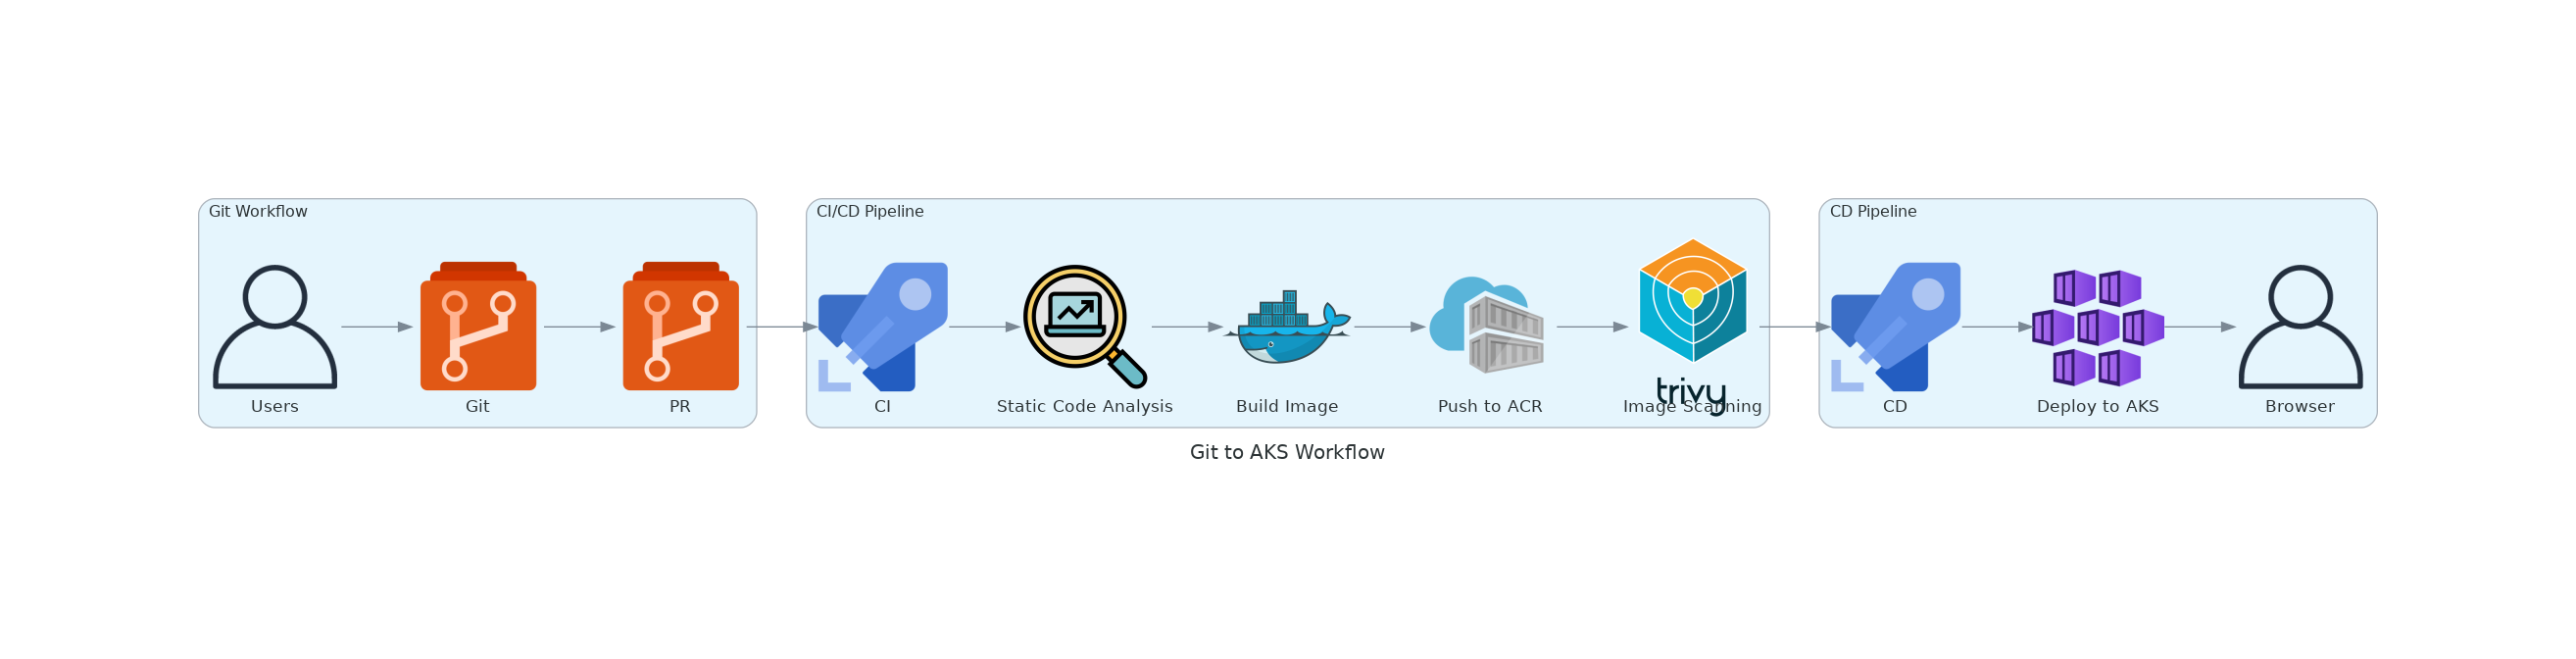 Git Workflow
Users
Git
PR
CI/CD Pipeline
CI
Static Code Analysis
Build Image
Push to ACR
trivy
Image Scanning
CD Pipeline
CD
Deploy to AKS
Browser
Git to AKS Workflow